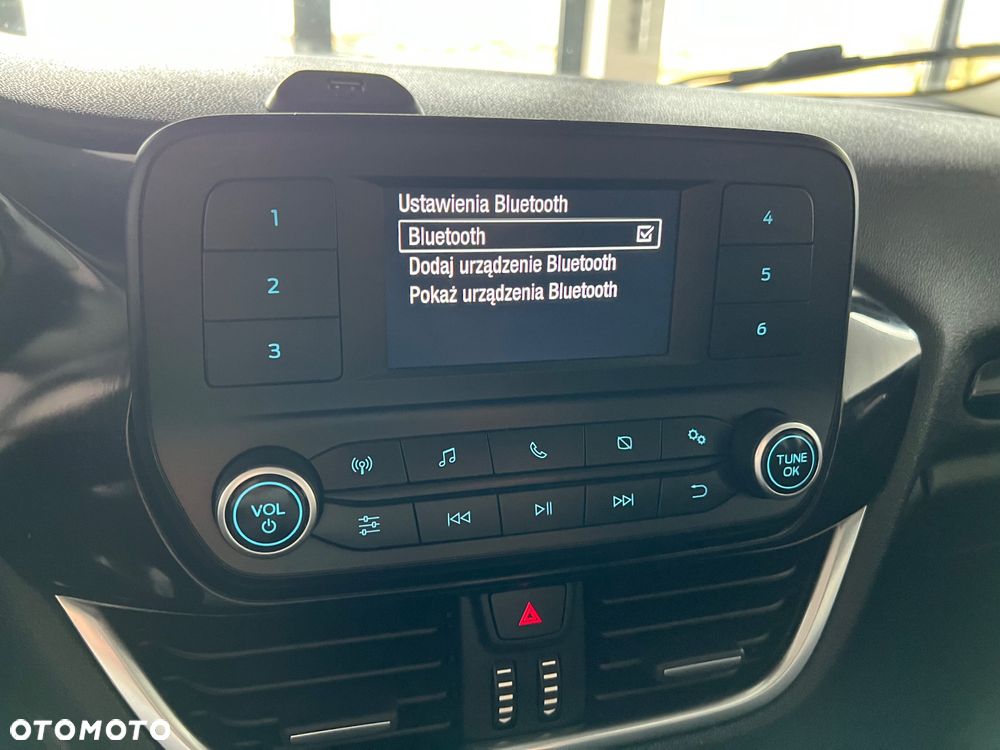 1
2
3
Ustawienia Bluetooth
Bluetooth
Dodaj urządzenie Bluetooth
Pokaż urządzenia Bluetooth
4
5
6
VOL
TUNE
OK
OTOMOTO